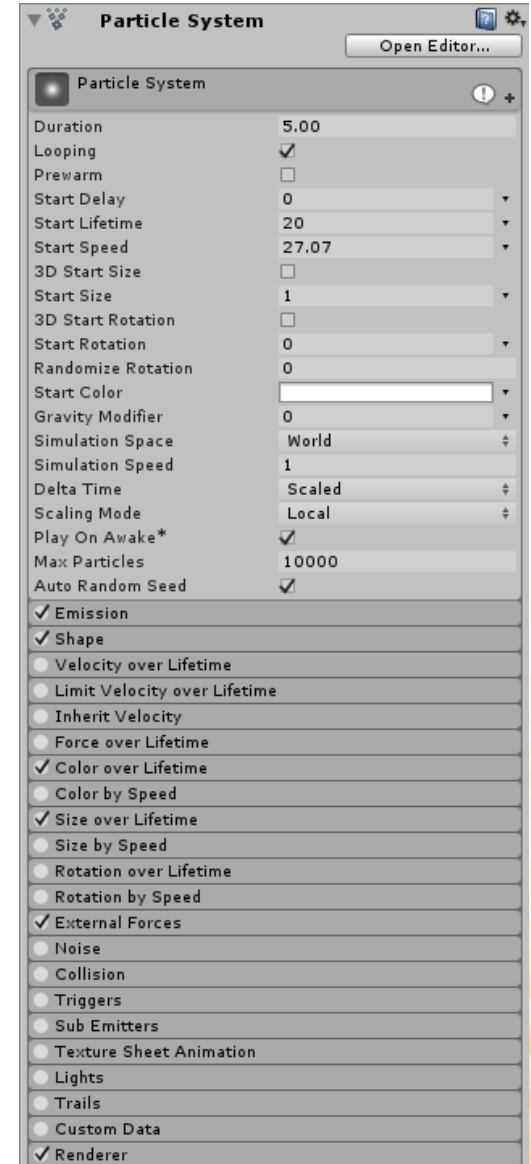 Particle System
Open Editor...
Particle System
Duration 5.00
Looping
Prewarm
Start Delay 0
Start Lifetime 20
Start Speed 27.07
3D Start Size
Start Size 1
3D Start Rotation
Start Rotation 0
Randomize Rotation 0
Start Color
Gravity Modifier 0
Simulation Space World
Simulation Speed 1
Delta Time Scaled
Scaling Mode Local
Play On Awake*
Max Particles 10000
Auto Random Seed
Emission
Shape
Velocity over Lifetime
Limit Velocity over Lifetime
Inherit Velocity
Force over Lifetime
Color over Lifetime
Color by Speed
Size over Lifetime
Size by Speed
Rotation over Lifetime
Rotation by Speed
External Forces
Noise
Collision
Triggers
Sub Emitters
Texture Sheet Animation
Lights
Trails
Custom Data
Renderer